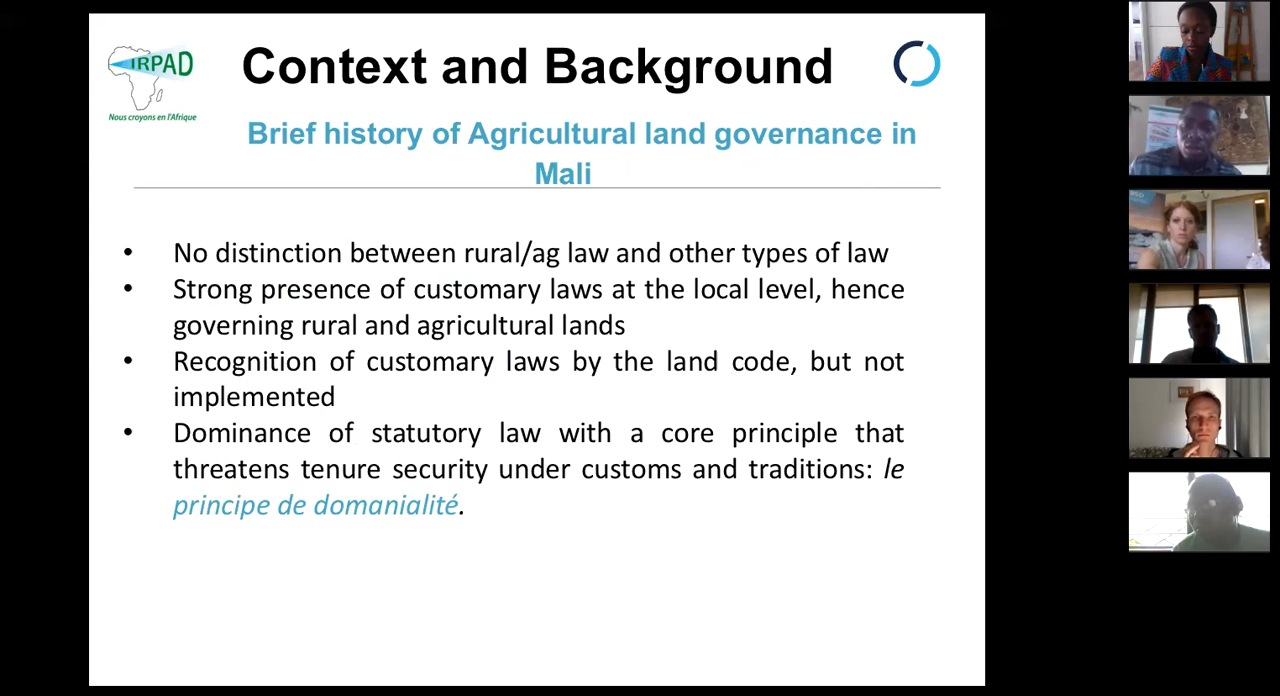 IRPAD
Nous croyons en l'Afrique
Context and Background
Brief history of Agricultural land governance in
Mali
• No distinction between rural/ag law and other types of law
• Strong presence of customary laws at the local level, hence
governing rural and agricultural lands
• Recognition of customary laws by the land code, but not
implemented
• Dominance of statutory law with a core principle that
threatens tenure security under customs and traditions: le
principe de domanialité.